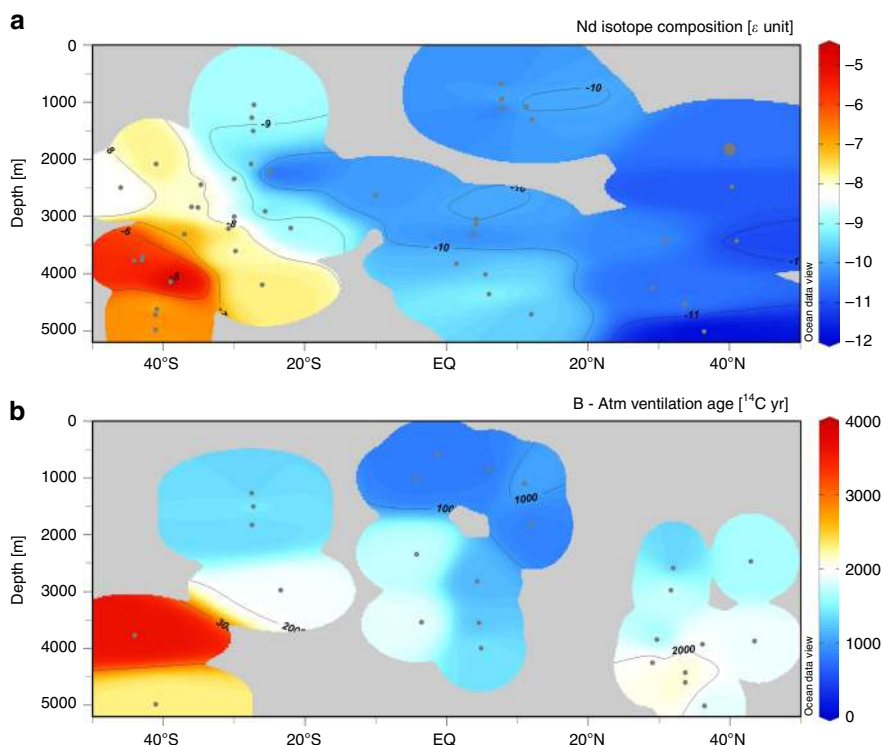 a
Nd isotope composition [ε unit]
0
1000
2000
3000
4000
5000
Depth [m]
-10
-9
-10
-8
-10
-6
-5
-11
40°S
20°S
EQ
20°N
40°N
Ocean data view
−5
−6
−7
−8
−9
−10
−11
−12
b
B - Atm ventilation age [¹⁴C yr]
0
1000
2000
3000
4000
5000
Depth [m]
1000
100
200
30
2000
40°S
20°S
EQ
20°N
40°N
Ocean data view
4000
3000
2000
1000
0